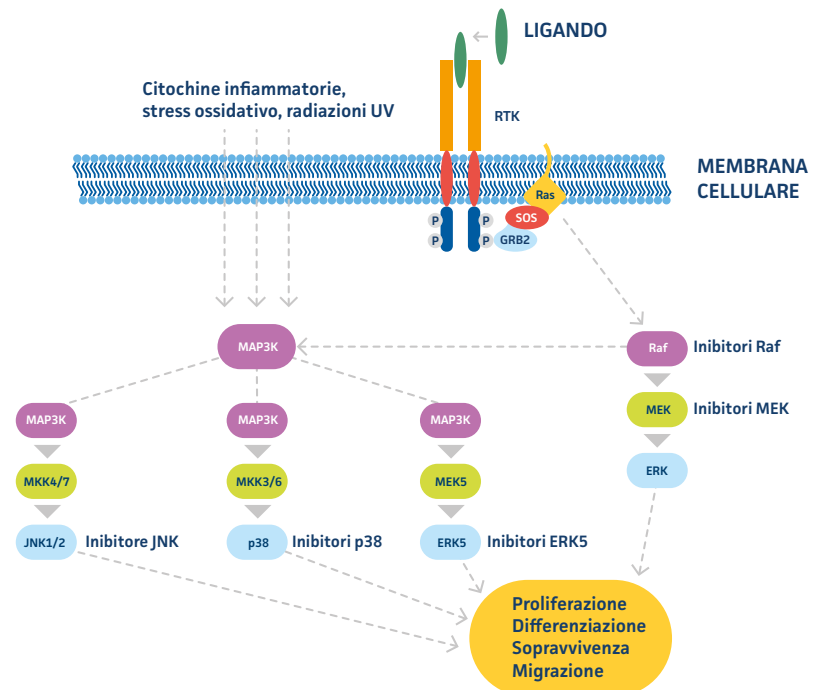 LIGANDO
Citochine infiammatorie,
stress ossidativo, radiazioni UV
RTK
MEMBRANA
CELLULARE
Ras
P
P
SOS
P
P
GRB2
MAP3K
Raf
Inibitori Raf
MEK
Inibitori MEK
MAP3K
MAP3K
MAP3K
ERK
MKK4/7
MKK3/6
MEK5
JNK1/2
Inibitore JNK
p38
Inibitori p38
ERK5
Inibitori ERK5
Proliferazione
Differenziazione
Sopravvivenza
Migrazione